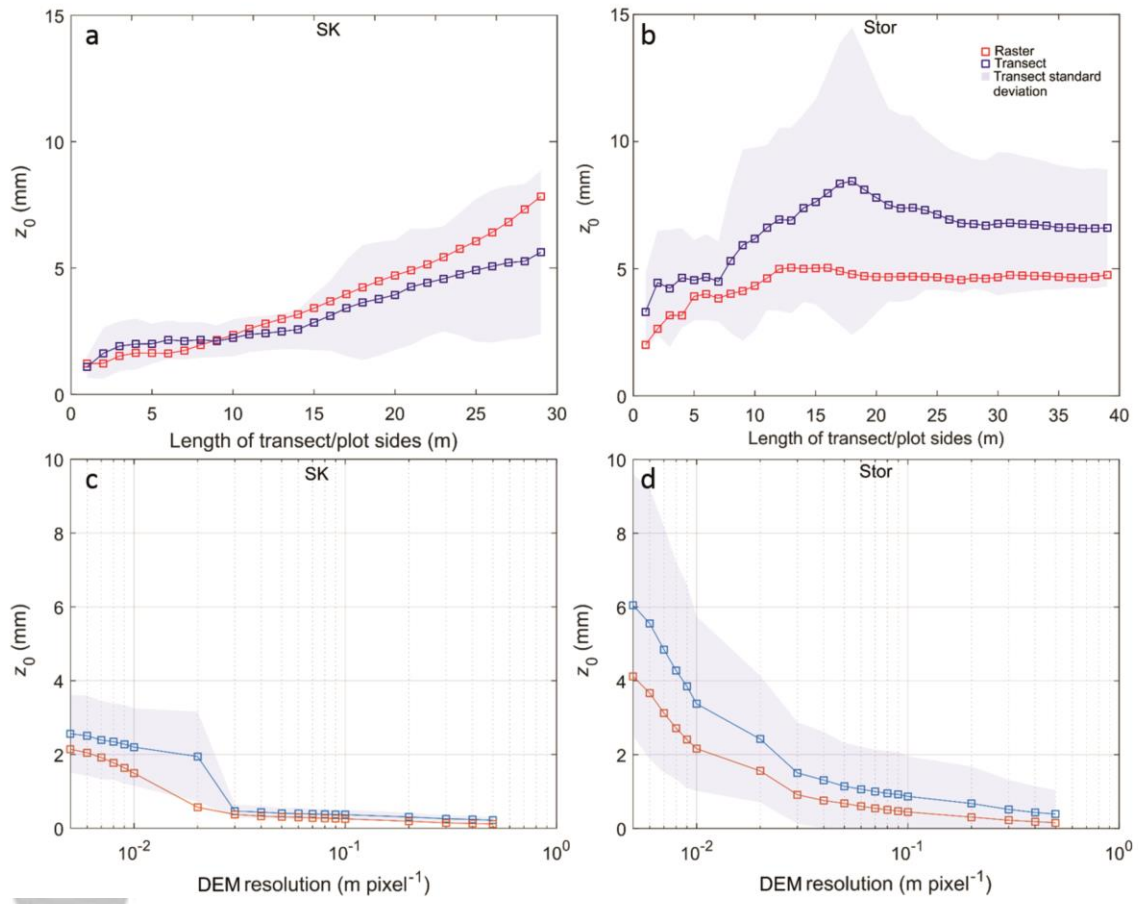 a
SK
15
10
5
0
z0 (mm)
0 5 10 15 20 25 30
Length of transect/plot sides (m)
b
Stor
Raster
Transect
Transect standard
deviation
15
10
5
0
z0 (mm)
0 5 10 15 20 25 30 35 40
Length of transect/plot sides (m)
c
SK
10
8
6
4
2
0
z0 (mm)
10-2 10-1 100
DEM resolution (m pixel-1)
d
Stor
10
8
6
4
2
0
z0 (mm)
10-2 10-1 100
DEM resolution (m pixel-1)